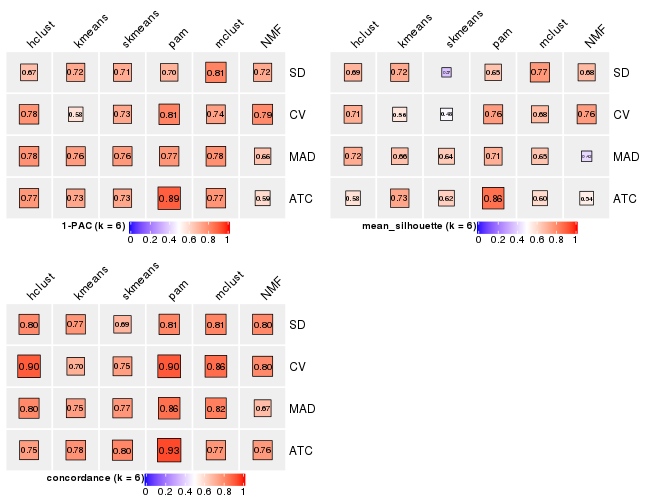 hclust kmeans skmeans pam mclust NMF
0.67 0.72 0.71 0.70 0.81 0.72 SD
0.78 0.58 0.73 0.81 0.74 0.79 CV
0.78 0.76 0.76 0.77 0.78 0.66 MAD
0.77 0.73 0.73 0.89 0.77 0.59 ATC
1-PAC (k = 6)
0 0.2 0.4 0.6 0.8 1
hclust kmeans skmeans pam mclust NMF
0.69 0.72 0.65 0.77 0.68 SD
0.71 0.56 0.48 0.76 0.68 0.76 CV
0.72 0.66 0.64 0.71 0.65 MAD
0.58 0.73 0.62 0.86 0.60 0.54 ATC
mean_silhouette (k = 6)
0 0.2 0.4 0.6 0.8 1
hclust kmeans skmeans pam mclust NMF
0.80 0.77 0.69 0.81 0.81 0.80 SD
0.90 0.70 0.75 0.90 0.86 0.80 CV
0.80 0.75 0.77 0.86 0.82 0.67 MAD
0.75 0.78 0.80 0.93 0.77 0.76 ATC
concordance (k = 6)
0 0.2 0.4 0.6 0.8 1